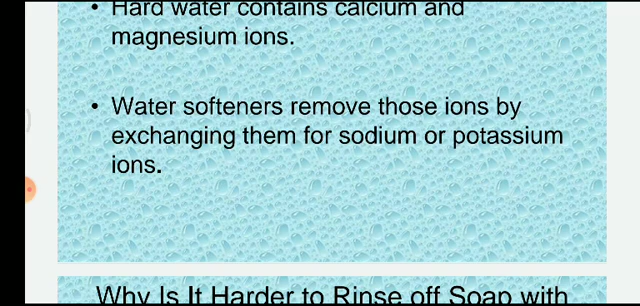 • Hard water contains calcium and
magnesium ions.
• Water softeners remove those ions by
exchanging them for sodium or potassium
ions.
Why Is It Harder to Rinse off Soap with